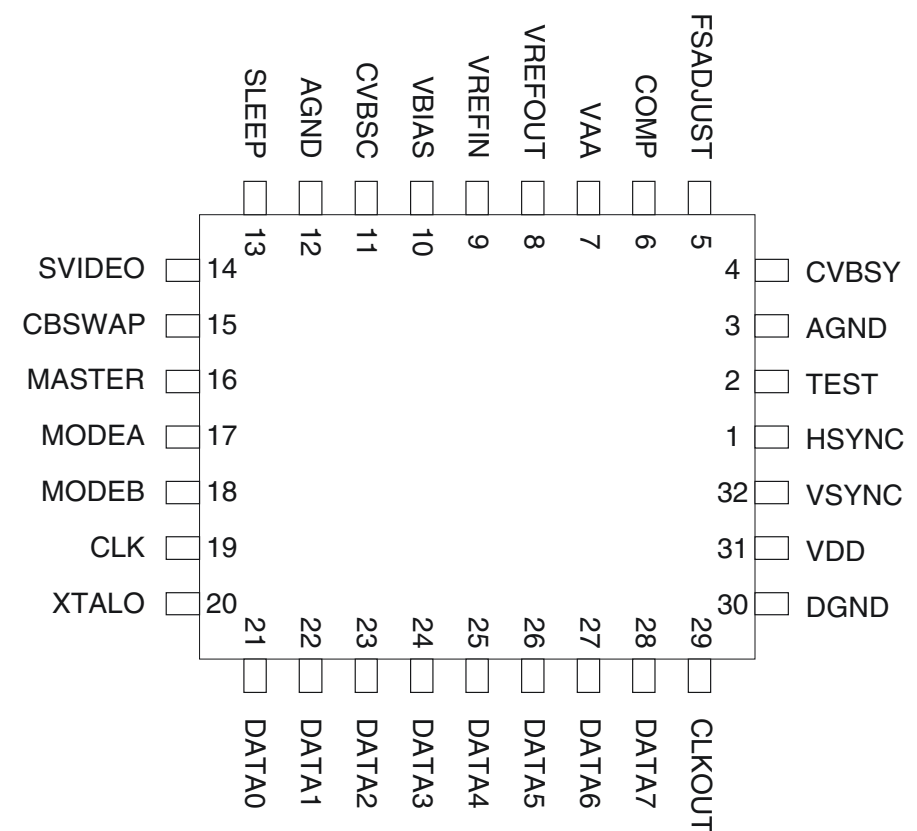 SLEEP
AGND
CVBSC
VBIAS
VREFIN
VREFOUT
VAA
COMP
FSADJUST
13
12
11
10
9
8
7
6
5
SVIDEO 14
CBSWAP 15
MASTER 16
MODEA 17
MODEB 18
CLK 19
XTALO 20
4 CVBSY
3 AGND
2 TEST
1 HSYNC
32 VSYNC
31 VDD
30 DGND
21
22
23
24
25
26
27
28
29
DATA0
DATA1
DATA2
DATA3
DATA4
DATA5
DATA6
DATA7
CLKOUT